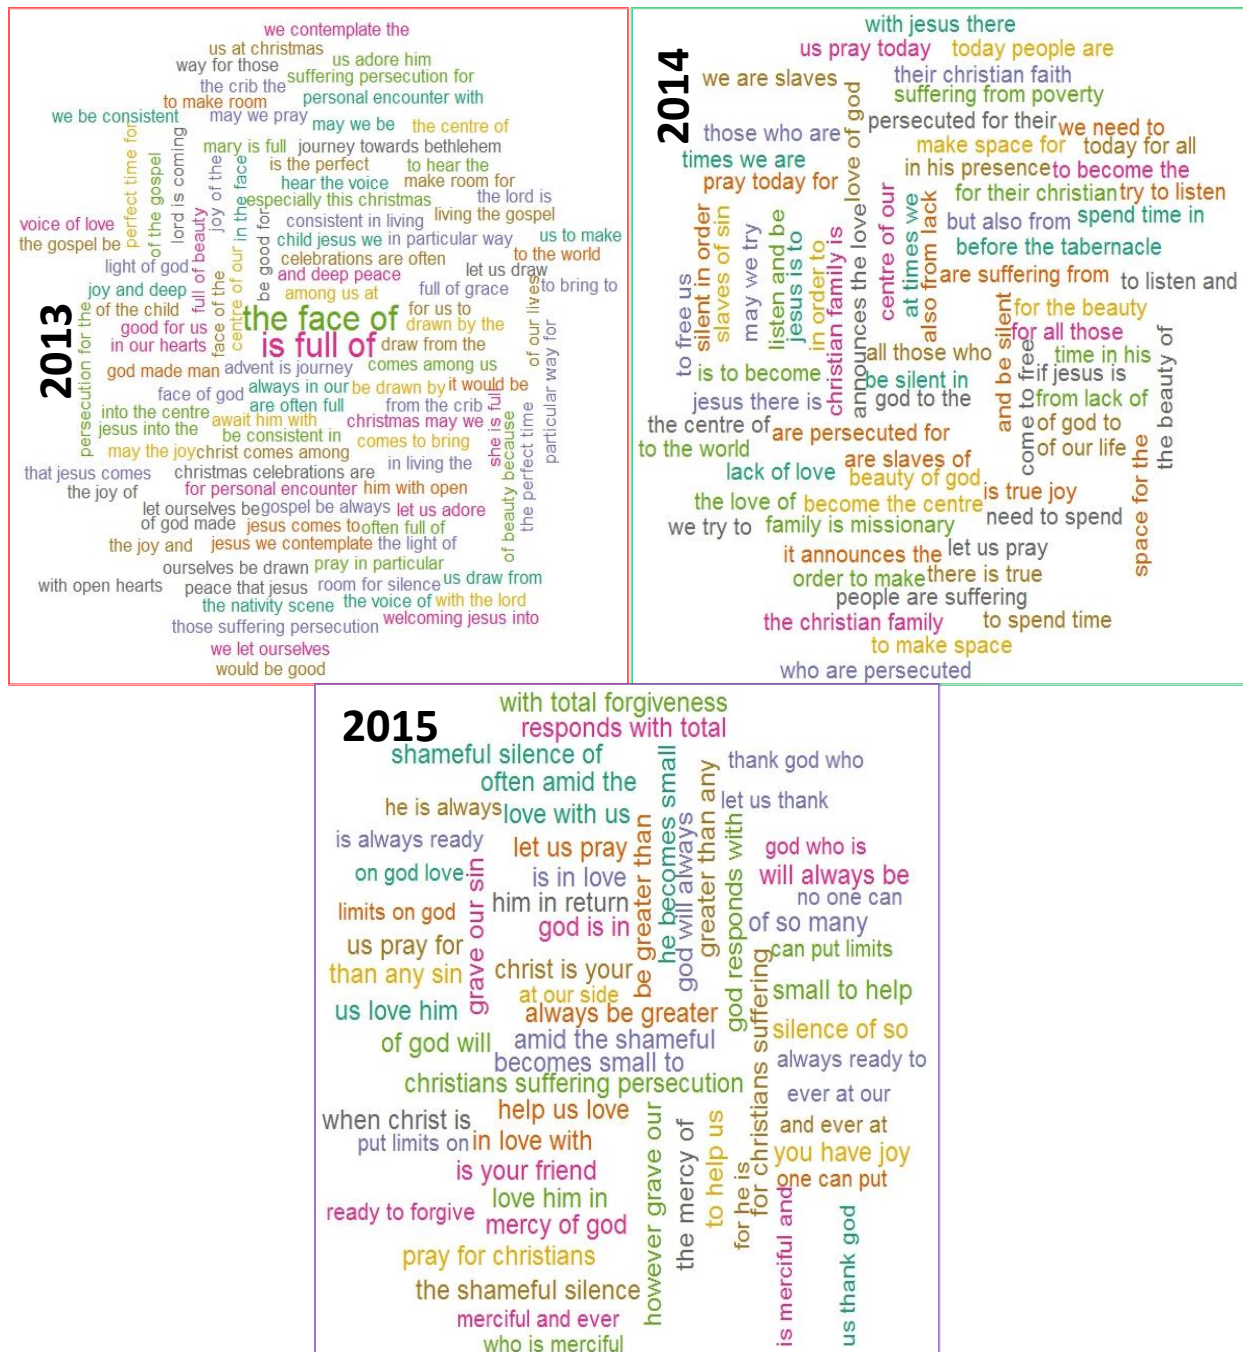 we contemplate the
us at christmas
way for those
us adore him
suffering persecution for
the crib the
to make room
personal encounter with
we be consistent
may we pray
may we be
the centre of
perfect time for
of the gospel
lord is coming
mary is full
journey towards bethlehem
joy of the
in the face
is the perfect
to hear the
hear the voice
make room for
especially this christmas
the lord is
voice of love
full of beauty
be good for
consistent in living
living the gospel
the gospel be
centre of our
child jesus we
in particular way
us to make
celebrations are often
to the world
light of god
and deep peace
let us draw
joy and deep
among us at
full of grace
to bring to
2013
of the child
face of the
the face of
for us to
of our lives
good for us
drawn by the
in our hearts
is full of
draw from the
persecution for the
god made man
advent is journey
comes among us
particular way for
face of god
always in our
be drawn by
it would be
into the centre
are often full
from the crib
jesus into the
await him with
christmas may we
she is full
be consistent in
comes to bring
of beauty because
the perfect time
may the joy
christ comes among
that jesus comes
christmas celebrations are
in living the
the joy of
for personal encounter
him with open
let ourselves be
gospel be always
let us adore
of god made
jesus comes to
often full of
the joy and
jesus we contemplate
the light of
ourselves be drawn
pray in particular
with open hearts
peace that jesus
room for silence
us draw from
the nativity scene
the voice of
with the lord
those suffering persecution
welcoming jesus into
we let ourselves
would be good
2014
with jesus there
us pray today
today people are
we are slaves
their christian faith
suffering from poverty
love of god
those who are
persecuted for their
we need to
make space for
today for all
times we are
in his presence
to become the
pray today for
for their christian
try to listen
centre of our
at times we
also from lack
but also from
spend time in
silent in order
slaves of sin
may we try
listen and be
jesus is to
in order to
christian family is
announces the love
before the tabernacle
to free us
are suffering from
to listen and
and be silent
for the beauty
for all those
all those who
come to free
time in his
the beauty of
is to become
be silent in
if jesus is
jesus there is
god to the
from lack of
the centre of
are persecuted for
of god to
to the world
of our life
lack of love
are slaves of
beauty of god
is true joy
space for the
the love of
become the centre
we try to
family is missionary
need to spend
it announces the
let us pray
order to make
there is true
people are suffering
the christian family
to spend time
to make space
who are persecuted
2015
with total forgiveness
responds with total
shameful silence of
he becomes small
greater than any
thank god who
often amid the
he is always
love with us
let us thank
is always ready
be greater than
god will always
god responds with
let us pray
god who is
on god love
grave our sin
is in love
will always be
him in return
no one can
limits on god
god is in
of so many
us pray for
can put limits
than any sin
christ is your
for christians suffering
at our side
small to help
us love him
always be greater
silence of so
of god will
amid the shameful
becomes small to
always ready to
christians suffering persecution
ever at our
when christ is
help us love
however grave our
the mercy of
to help us
and ever at
put limits on
in love with
you have joy
is your friend
for he is
one can put
love him in
ready to forgive
mercy of god
is merciful and
us thank god
pray for christians
the shameful silence
merciful and ever
who is merciful